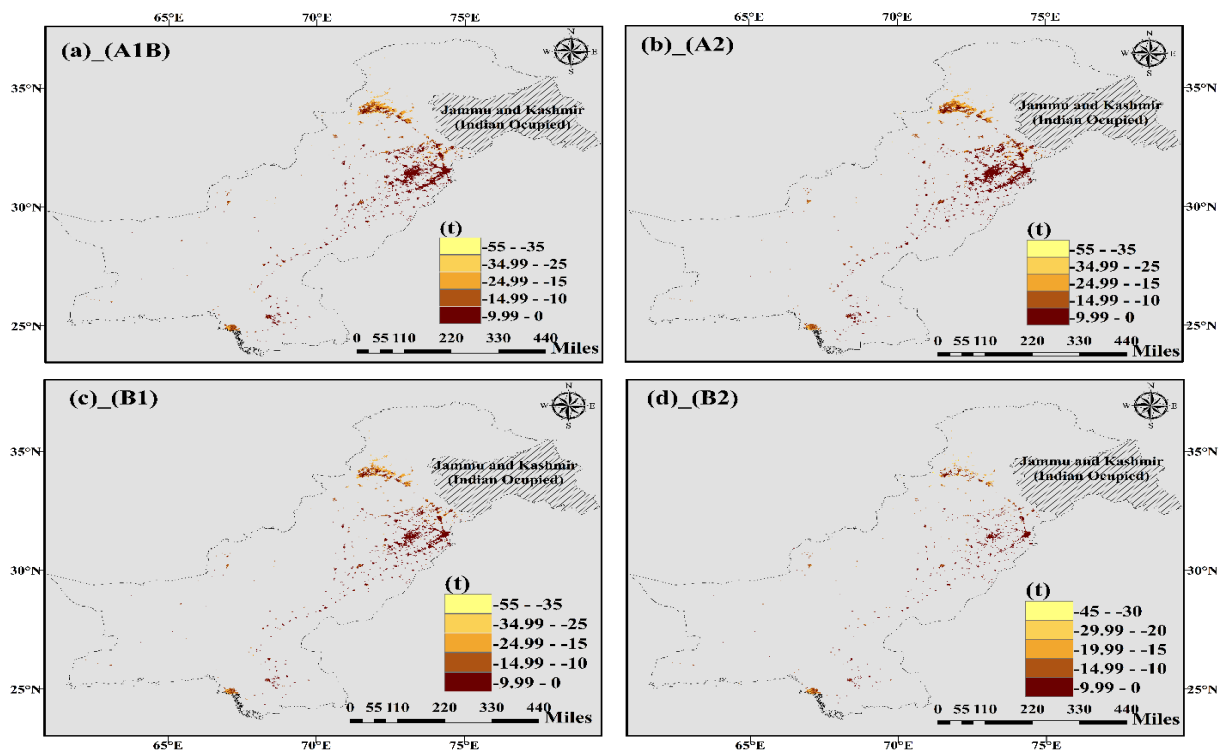 65°E 70°E 75°E 65°E 70°E 75°E
(a)_(A1B)
N
W E
S
35°N
Jammu and Kashmir
(Indian Ocupied)
30°N
(t)
-55 - -35
-34.99 - -25
-24.99 - -15
-14.99 - -10
-9.99 - 0
25°N
0 55 110 220 330 440
Miles
(b)_(A2)
N
W E
S
35°N
Jammu and Kashmir
(Indian Ocupied)
30°N
(t)
-55 - -35
-34.99 - -25
-24.99 - -15
-14.99 - -10
-9.99 - 0
25°N
0 55 110 220 330 440
Miles
(c)_(B1)
N
W E
S
35°N
Jammu and Kashmir
(Indian Ocupied)
30°N
(t)
-55 - -35
-34.99 - -25
-24.99 - -15
-14.99 - -10
-9.99 - 0
25°N
0 55 110 220 330 440
Miles
(d)_(B2)
N
W E
S
35°N
Jammu and Kashmir
(Indian Ocupied)
30°N
(t)
-45 - -30
-29.99 - -20
-19.99 - -15
-14.99 - -10
-9.99 - 0
25°N
0 55 110 220 330 440
Miles
65°E 70°E 75°E 65°E 70°E 75°E